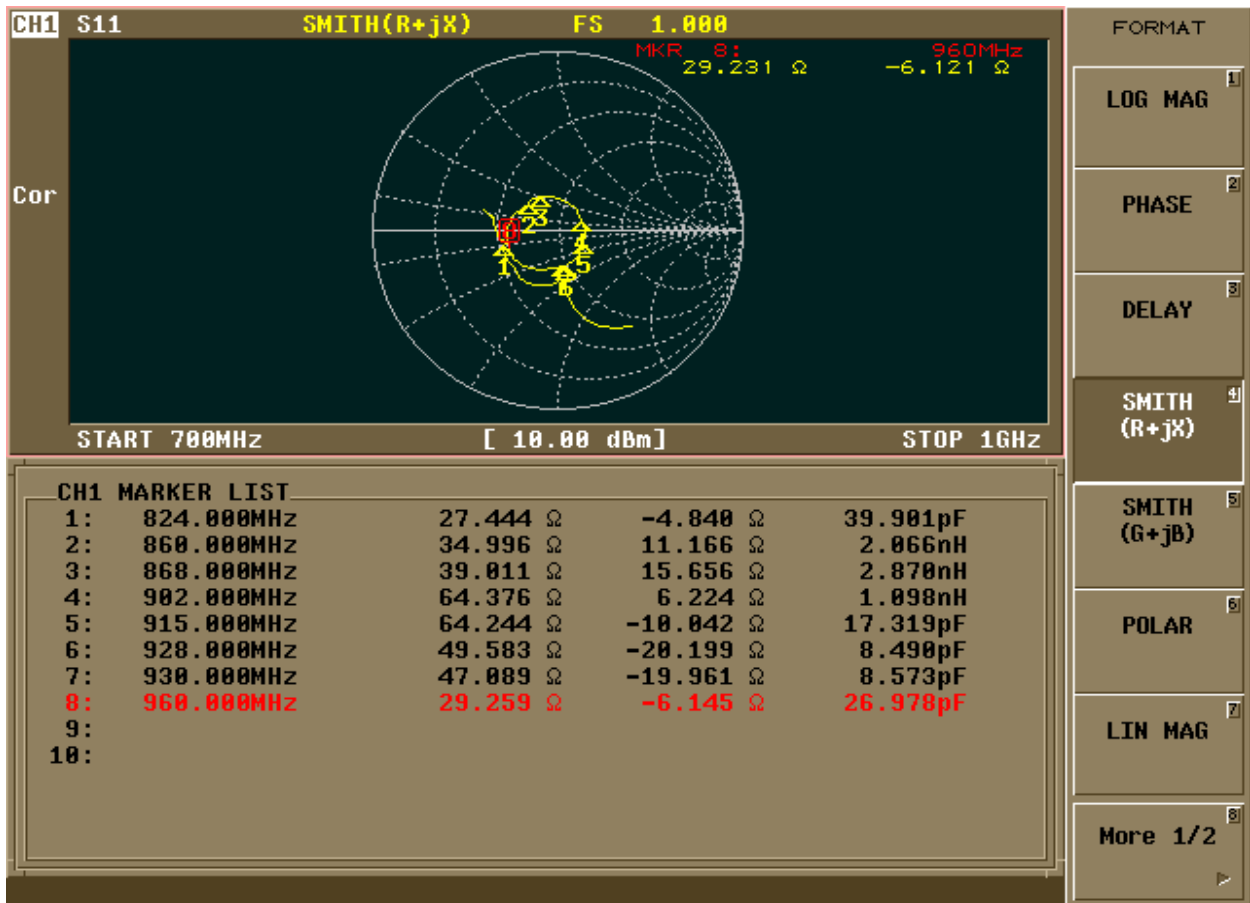 CH1 S11 SMITH(R+jX) FS 1.000
MKR 8: 960MHz
29.231 Ω -6.121 Ω
Cor
2
3
1
4
5
6
START 700MHz [ 10.00 dBm] STOP 1GHz
CH1 MARKER LIST
1: 824.000MHz 27.444 Ω -4.840 Ω 39.901pF
2: 860.000MHz 34.996 Ω 11.166 Ω 2.066nH
3: 868.000MHz 39.011 Ω 15.656 Ω 2.870nH
4: 902.000MHz 64.376 Ω 6.224 Ω 1.098nH
5: 915.000MHz 64.244 Ω -10.042 Ω 17.319pF
6: 928.000MHz 49.583 Ω -20.199 Ω 8.490pF
7: 930.000MHz 47.089 Ω -19.961 Ω 8.573pF
8: 960.000MHz 29.259 Ω -6.145 Ω 26.978pF
9:
10:
FORMAT
1
LOG MAG
2
PHASE
3
DELAY
4
SMITH
(R+jX)
5
SMITH
(G+jB)
6
POLAR
7
LIN MAG
8
More 1/2